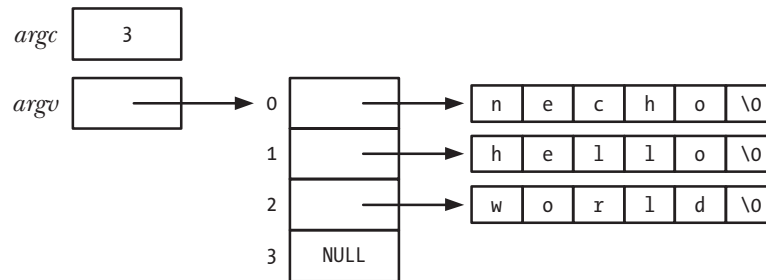 argc 3
argv 0 n e c h o \0
1 h e l l o \0
2 w o r l d \0
3 NULL